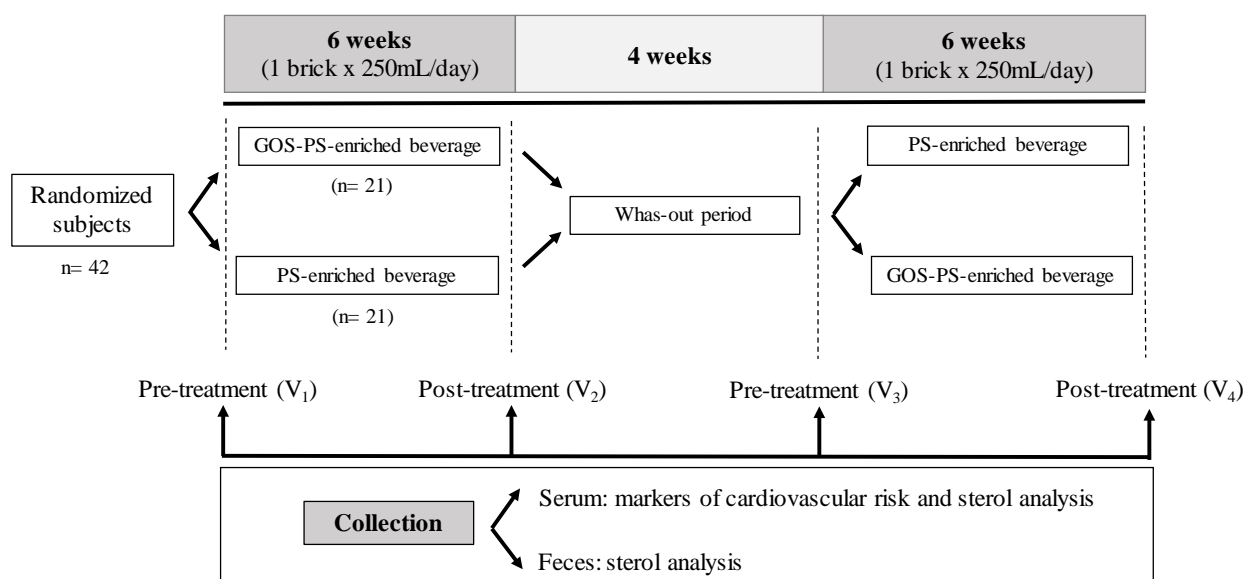 6 weeks
(1 brick x 250mL/day)
4 weeks
6 weeks
(1 brick x 250mL/day)
Randomized
subjects
n= 42
GOS-PS-enriched beverage
(n= 21)
PS-enriched beverage
(n= 21)
Whas-out period
PS-enriched beverage
GOS-PS-enriched beverage
Pre-treatment (V1)
Post-treatment (V2)
Pre-treatment (V3)
Post-treatment (V4)
Collection
Serum: markers of cardiovascular risk and sterol analysis
Feces: sterol analysis